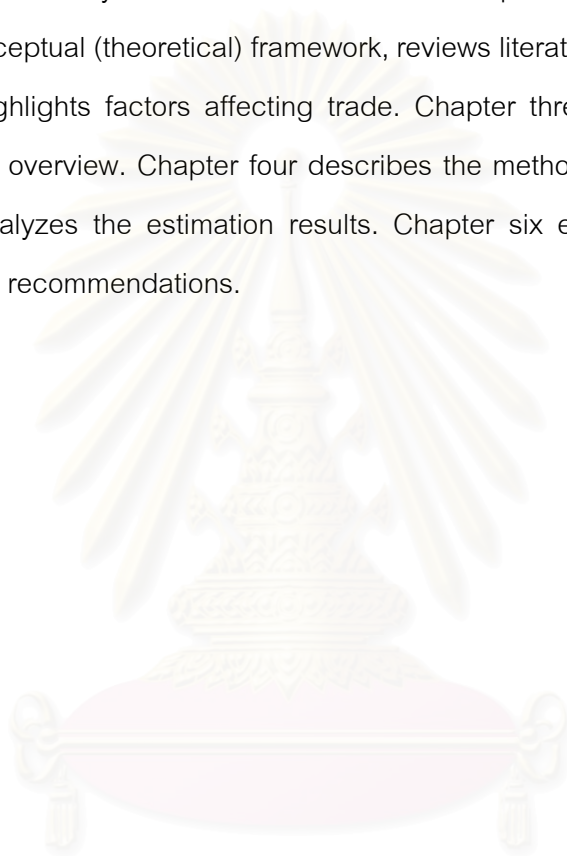 ceptual (theoretical) framework, reviews literat
ghlights factors affecting trade. Chapter thre
overview. Chapter four describes the metho
alyzes the estimation results. Chapter six e
recommendations.